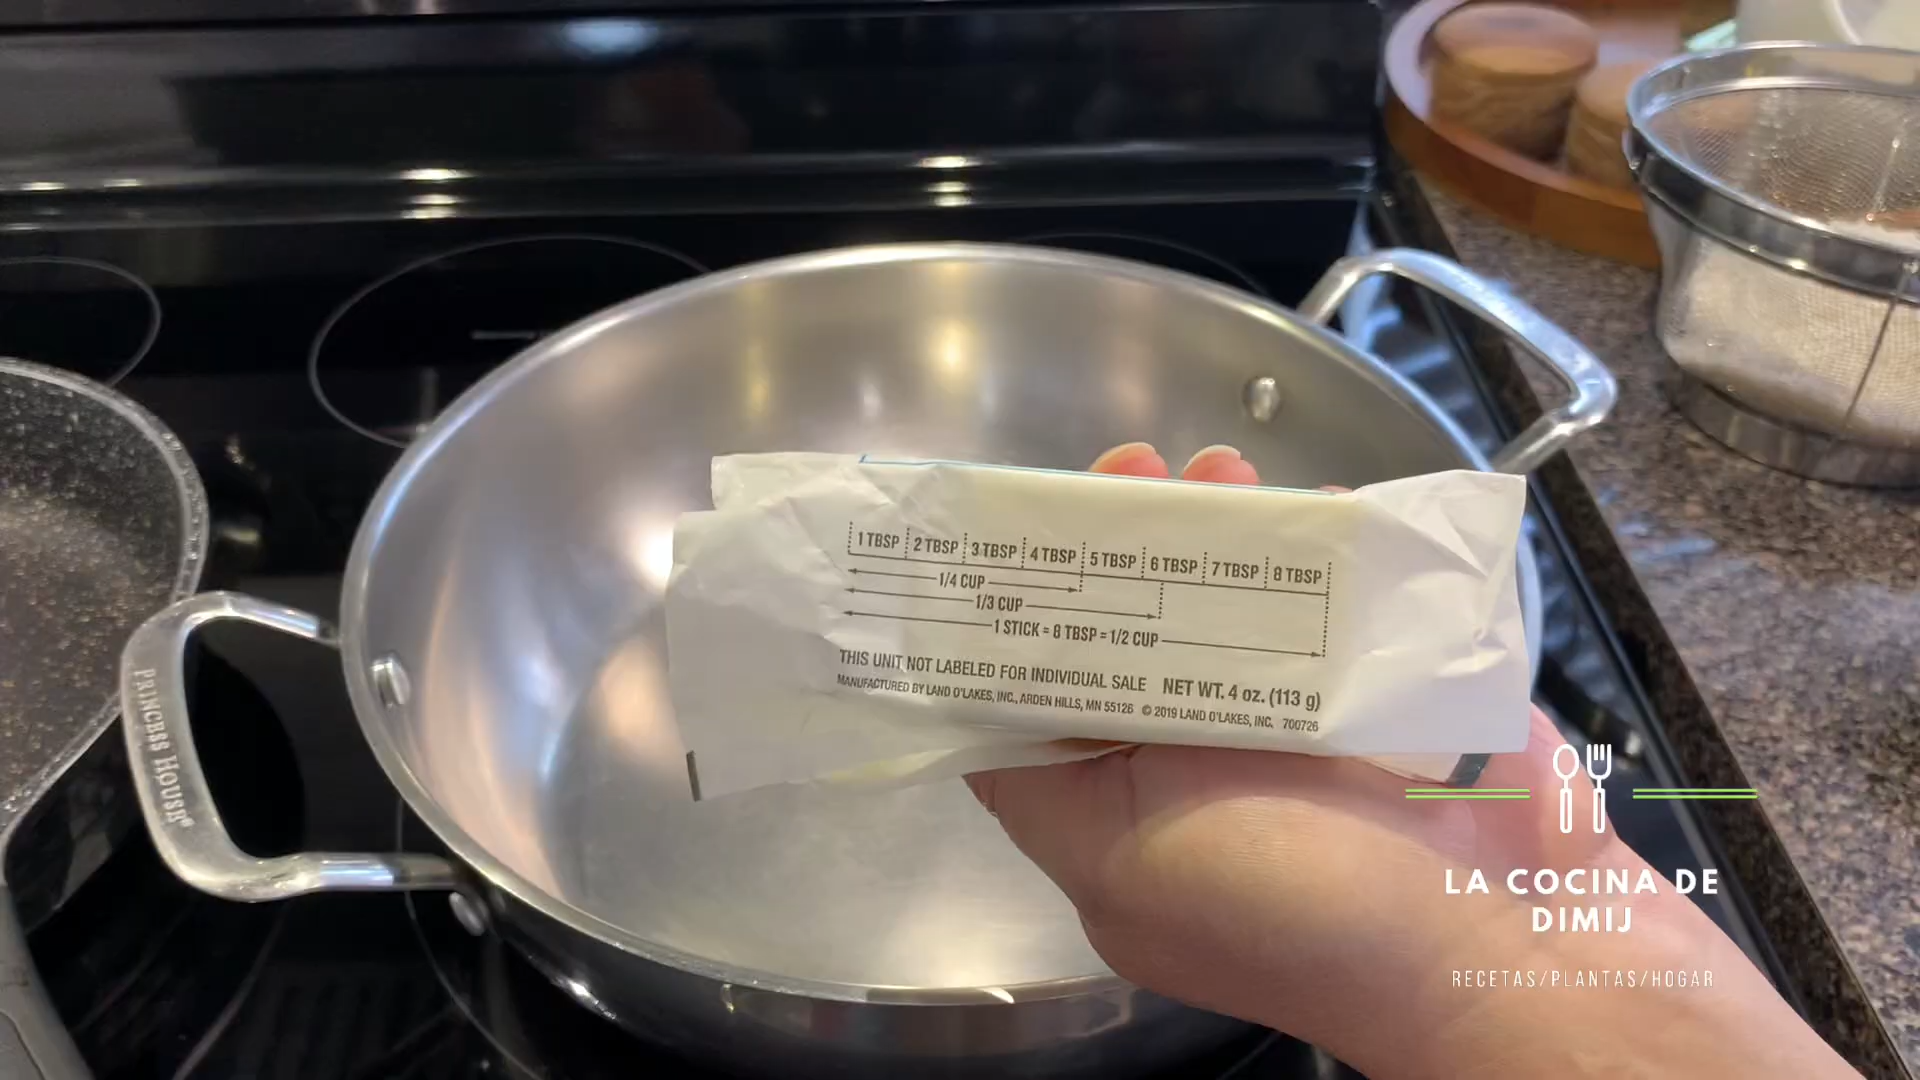 1 TBSP 2 TBSP 3 TBSP 4 TBSP 5 TBSP 6 TBSP 7 TBSP 8 TBSP
1/4 CUP
1/3 CUP
1 STICK = 8 TBSP = 1/2 CUP
THIS UNIT NOT LABELED FOR INDIVIDUAL SALE NET WT. 4 oz. (113 g)
MANUFACTURED BY LAND O'LAKES, INC., ARDEN HILLS, MN 55126 © 2019 LAND O'LAKES, INC. 700726
PRINCESS HOUSE®
LA COCINA DE
DIMIJ
RECETAS/PLANTAS/HOGAR